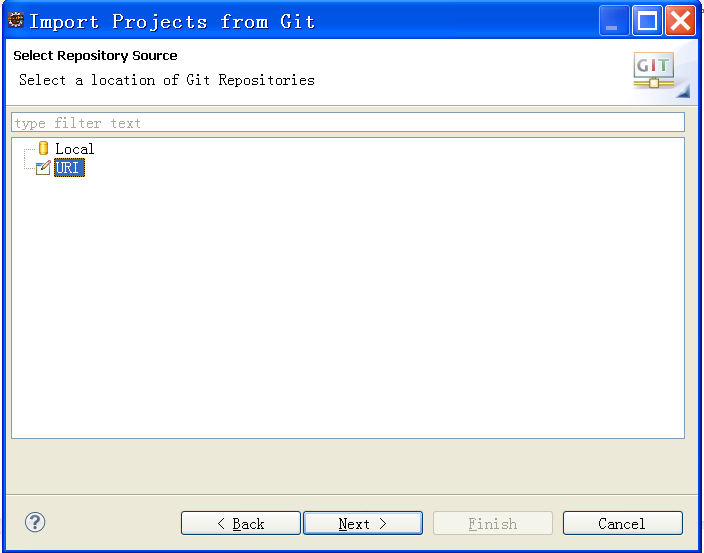 Import Projects from Git
Select Repository Source
Select a location of Git Repositories
GIT
type filter text
Local
URI
?
< Back
Next >
Finish
Cancel